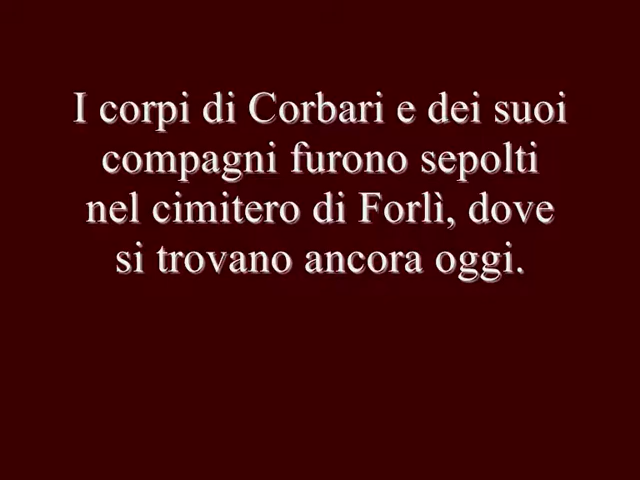 I corpi di Corbari e dei suoi
compagni furono sepolti
nel cimitero di Forlì, dove
si trovano ancora oggi.